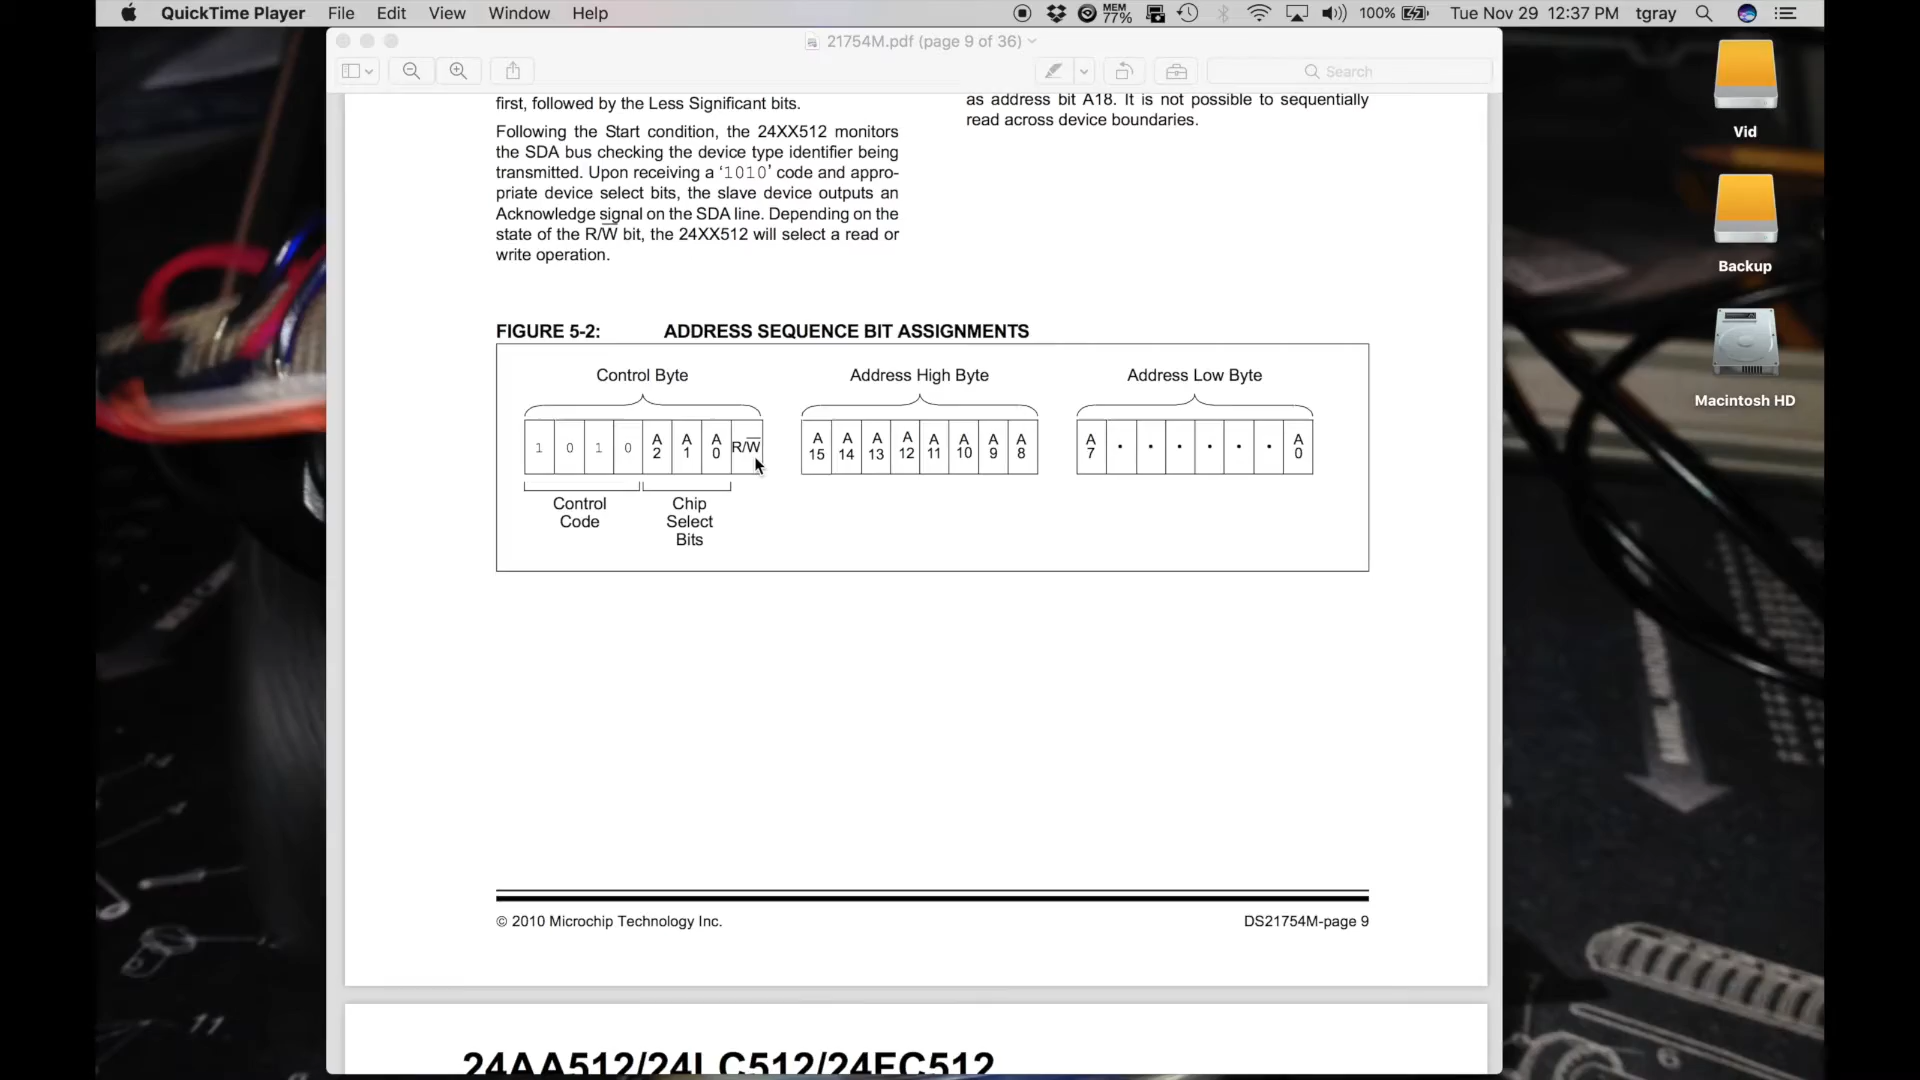 QuickTime Player File Edit View Window Help MEM 77% 100% Tue Nov 29 12:37 PM tgray
21754M.pdf (page 9 of 36)
Search
first, followed by the Less Significant bits.
Following the Start condition, the 24XX512 monitors
the SDA bus checking the device type identifier being
transmitted. Upon receiving a ‘1010’ code and appro-
priate device select bits, the slave device outputs an
Acknowledge signal on the SDA line. Depending on the
state of the R/W bit, the 24XX512 will select a read or
write operation.
as address bit A18. It is not possible to sequentially
read across device boundaries.
FIGURE 5-2: ADDRESS SEQUENCE BIT ASSIGNMENTS
Control Byte Address High Byte Address Low Byte
1 0 1 0 A2 A1 A0 R/W A15 A14 A13 A12 A11 A10 A9 A8 A7 • • • • • • A0
Control Code
Chip Select Bits
© 2010 Microchip Technology Inc. DS21754M-page 9
24AA512/24LC512/24FC512
Vid
Backup
Macintosh HD